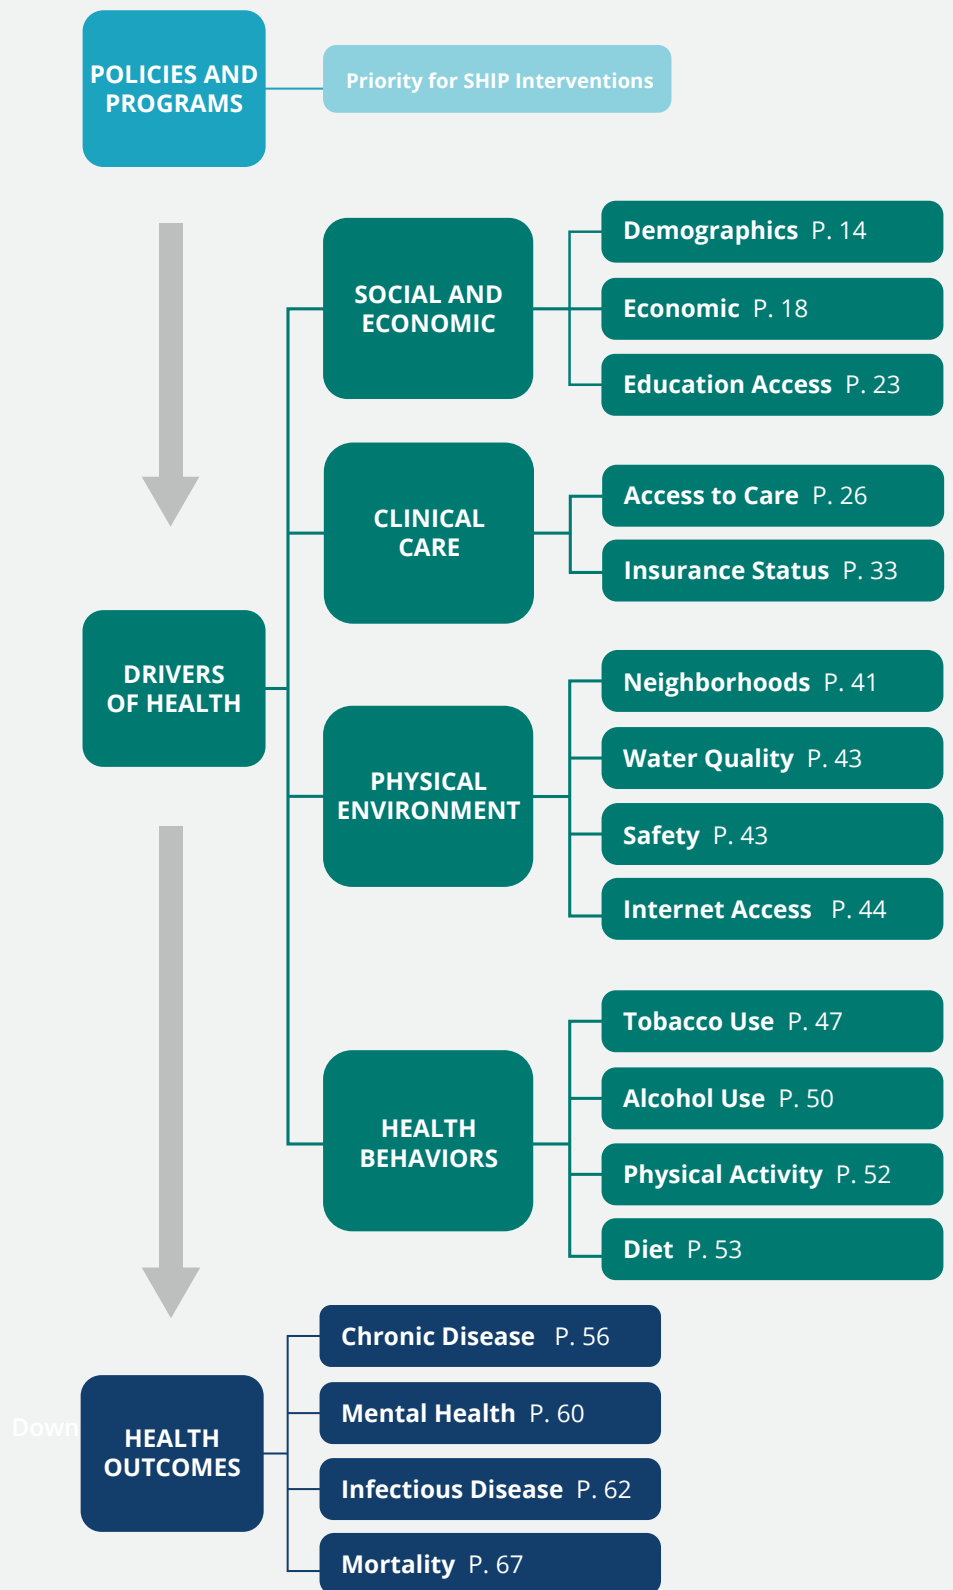 POLICIES AND
PROGRAMS
Priority for SHIP Interventions
SOCIAL AND
ECONOMIC
Demographics P. 14
Economic P. 18
Education Access P. 23
CLINICAL
CARE
Access to Care P. 26
Insurance Status P. 33
DRIVERS
OF HEALTH
PHYSICAL
ENVIRONMENT
Neighborhoods P. 41
Water Quality P. 43
Safety P. 43
Internet Access P. 44
HEALTH
BEHAVIORS
Tobacco Use P. 47
Alcohol Use P. 50
Physical Activity P. 52
Diet P. 53
Down
HEALTH
OUTCOMES
Chronic Disease P. 56
Mental Health P. 60
Infectious Disease P. 62
Mortality P. 67